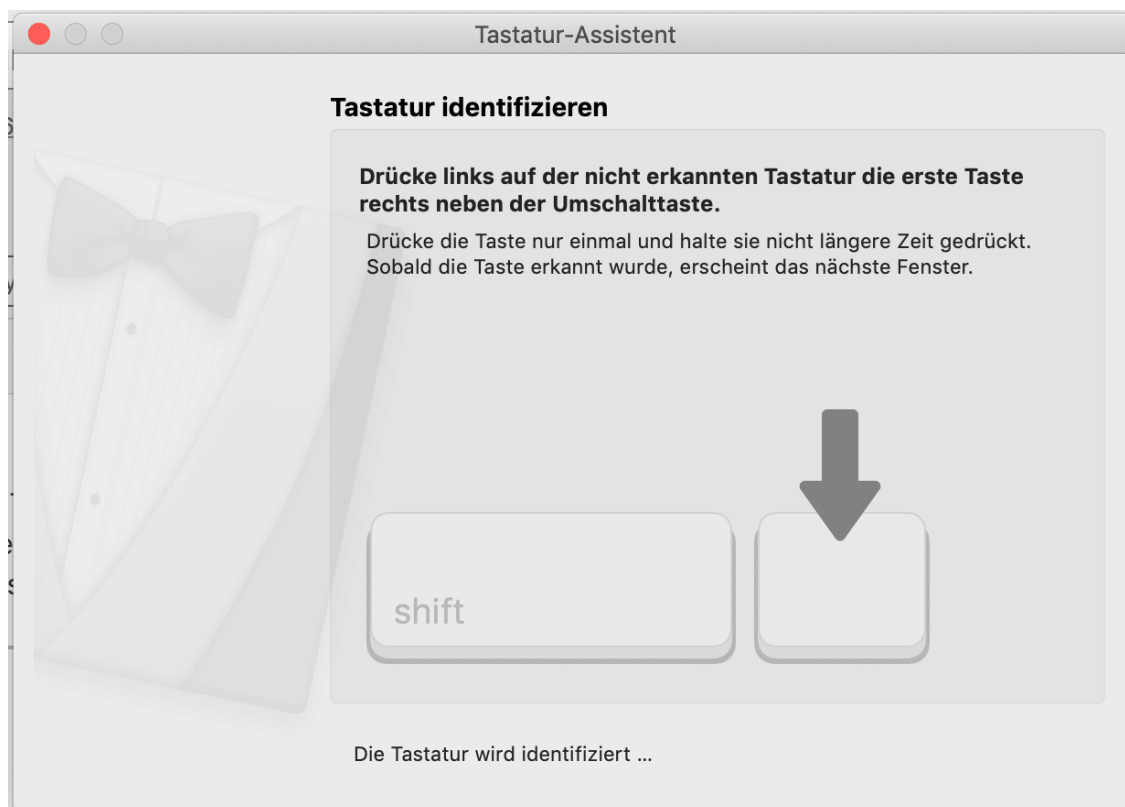 Tastatur-Assistent
Tastatur identifizieren
Drücke links auf der nicht erkannten Tastatur die erste Taste
rechts neben der Umschalttaste.
Drücke die Taste nur einmal und halte sie nicht längere Zeit gedrückt.
Sobald die Taste erkannt wurde, erscheint das nächste Fenster.
shift
Die Tastatur wird identifiziert ...